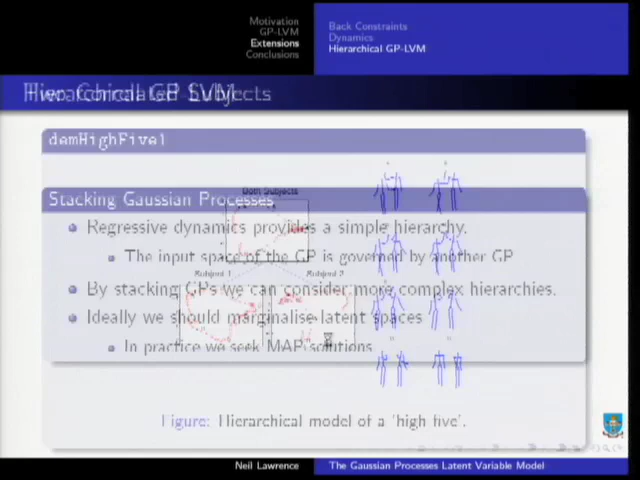 Motivation
GP-LVM
Extensions
Conclusions
Back Constraints
Dynamics
Hierarchical GP-LVM
demHighFive1
Both Subjects
Stacking Gaussian Processes
Regressive dynamics provides a simple hierarchy.
The input space of the GP is governed by another GP
Subject 1
Subject 2
By stacking GPs we can consider more complex hierarchies.
Ideally we should marginalise latent spaces
In practice we seek MAP solutions
Figure: Hierarchical model of a 'high five'.
Neil Lawrence
The Gaussian Processes Latent Variable Model